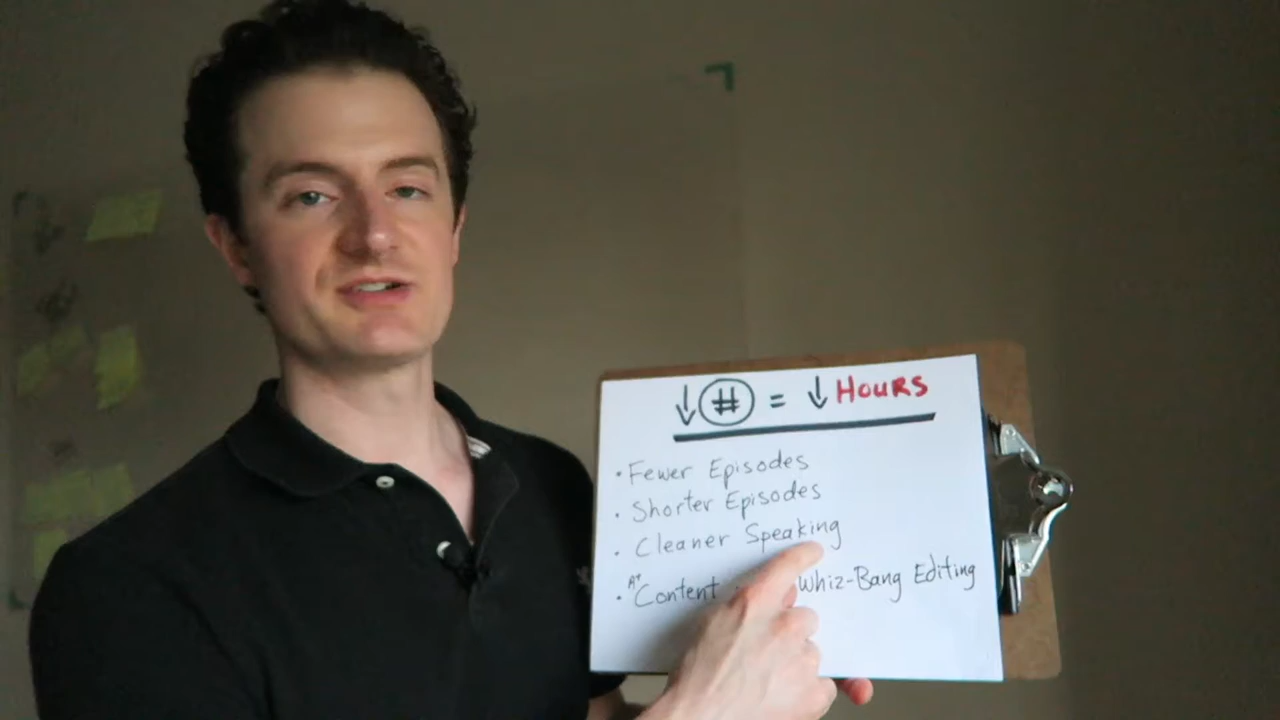 ↓ # = ↓ HOURS
• Fewer Episodes
• Shorter Episodes
• Cleaner Speaking
• A+ Content Whiz-Bang Editing